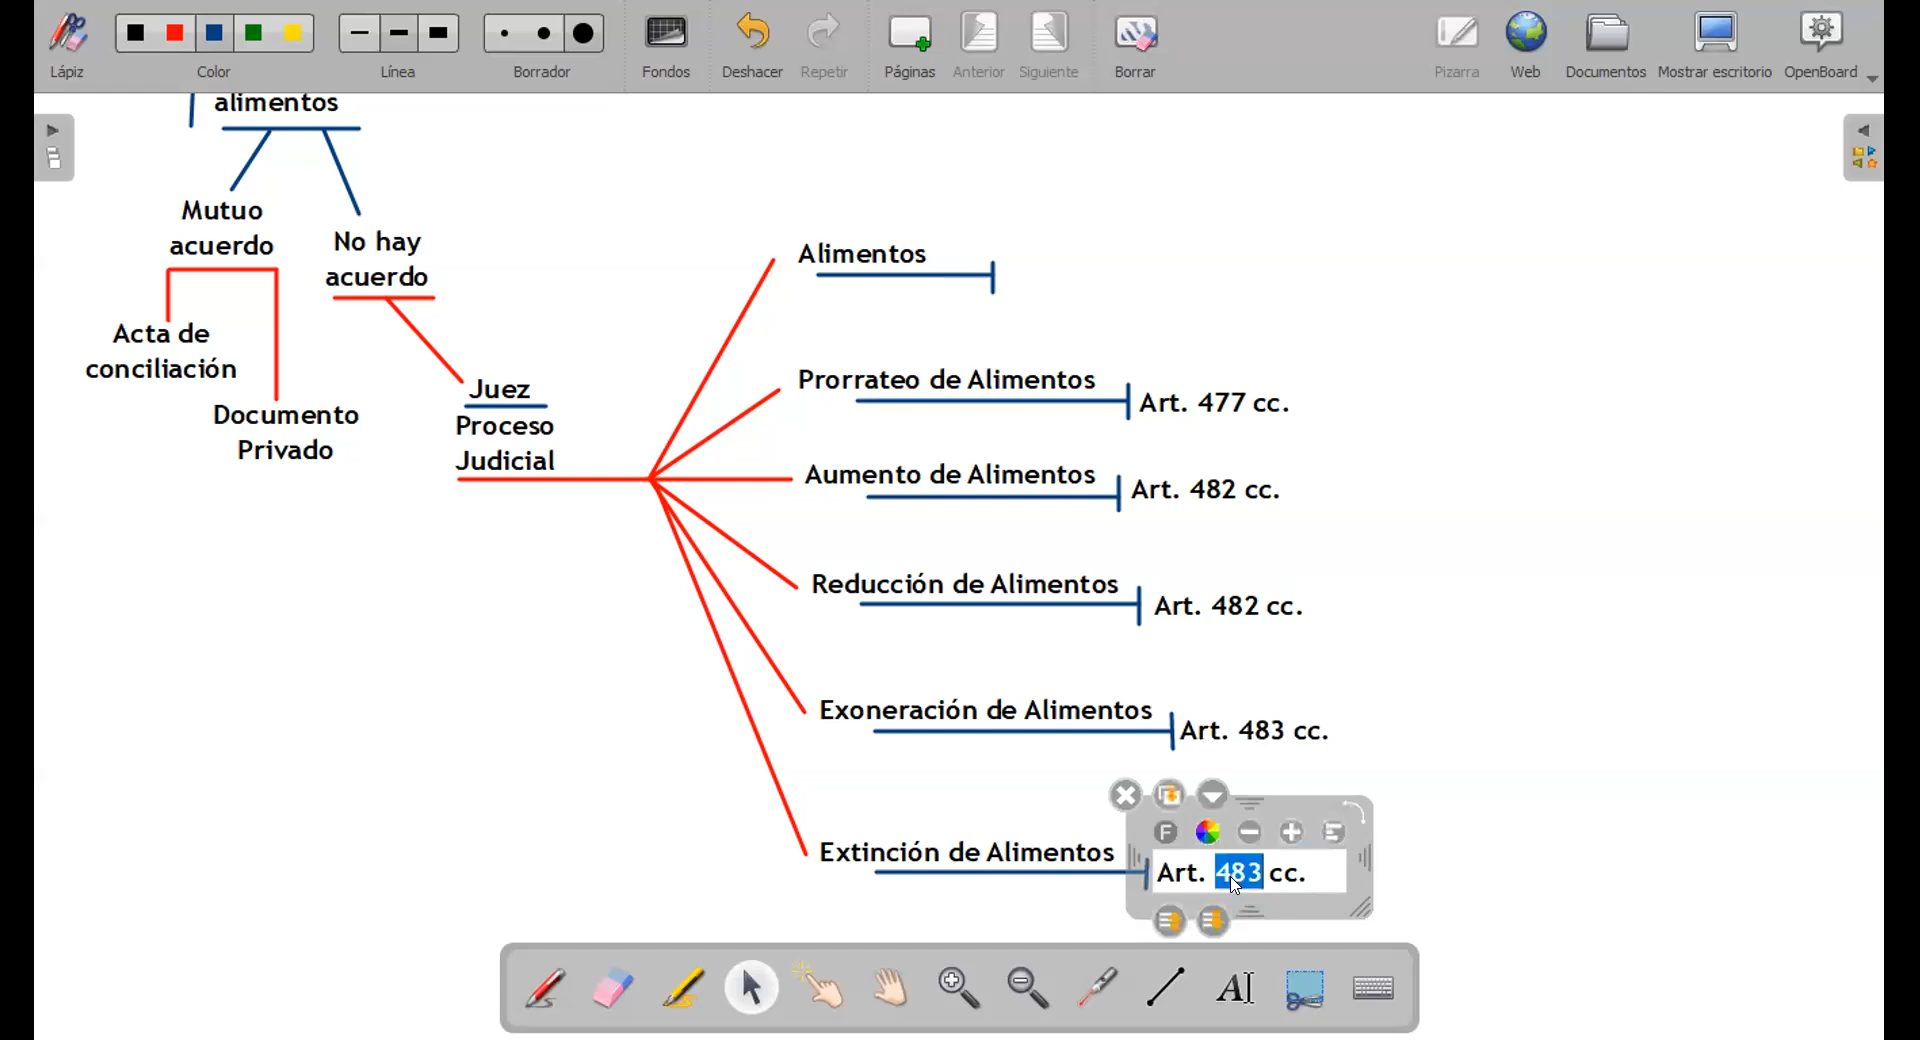 Lápiz
Color
Línea
Borrador
Fondos
Deshacer
Repetir
Páginas
Anterior
Siguiente
Borrar
Pizarra
Web
Documentos
Mostrar escritorio
OpenBoard
alimentos
Mutuo
acuerdo
No hay
acuerdo
Acta de
conciliación
Documento
Privado
Juez
Proceso
Judicial
Alimentos
Prorrateo de Alimentos
Art. 477 cc.
Aumento de Alimentos
Art. 482 cc.
Reducción de Alimentos
Art. 482 cc.
Exoneración de Alimentos
Art. 483 cc.
Extinción de Alimentos
F
Art. 483 cc.
A